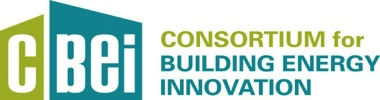 CBEi
CONSORTIUM for
BUILDING ENERGY
INNOVATION